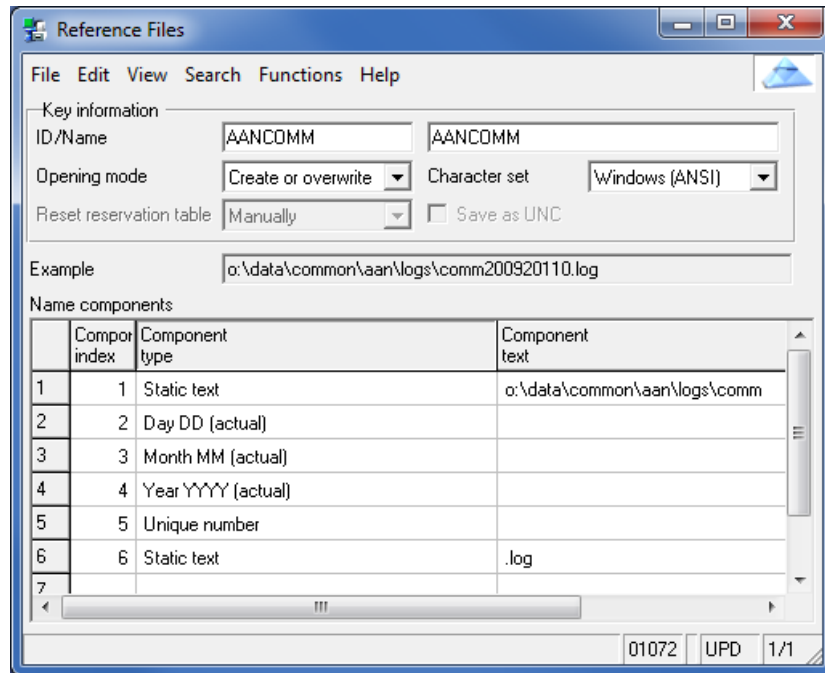 Reference Files
File Edit View Search Functions Help
Key information
ID/Name AANCOMM AANCOMM
Opening mode Create or overwrite Character set Windows (ANSI)
Reset reservation table Manually Save as UNC
Example o:\data\common\aan\logs\comm200920110.log
Name components
Compor Component Component
index type text
1 1 Static text o:\data\common\aan\logs\comm
2 2 Day DD (actual)
3 3 Month MM (actual)
4 4 Year YYYY (actual)
5 5 Unique number
6 6 Static text .log
7
01072 UPD 1/1